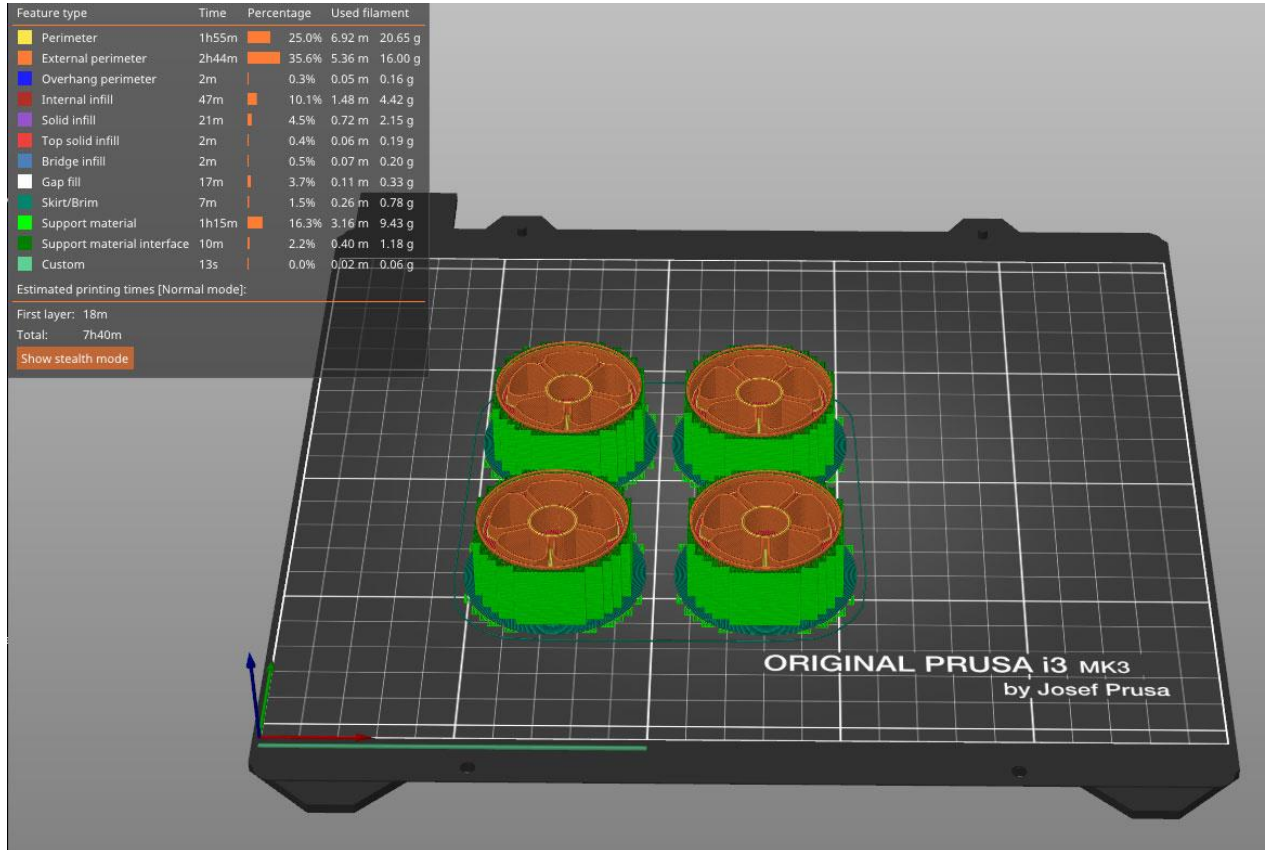 Feature type Time Percentage Used filament
Perimeter 1h55m 25.0% 6.92 m 20.65 g
External perimeter 2h44m 35.6% 5.36 m 16.00 g
Overhang perimeter 2m 0.3% 0.05 m 0.16 g
Internal infill 47m 10.1% 1.48 m 4.42 g
Solid infill 21m 4.5% 0.72 m 2.15 g
Top solid infill 2m 0.4% 0.06 m 0.19 g
Bridge infill 2m 0.5% 0.07 m 0.20 g
Gap fill 17m 3.7% 0.11 m 0.33 g
Skirt/Brim 7m 1.5% 0.26 m 0.78 g
Support material 1h15m 16.3% 3.16 m 9.43 g
Support material interface 10m 2.2% 0.40 m 1.18 g
Custom 13s 0.0% 0.02 m 0.06 g
Estimated printing times [Normal mode]:
First layer: 18m
Total: 7h40m
Show stealth mode
ORIGINAL PRUSA i3 MK3
by Josef Prusa